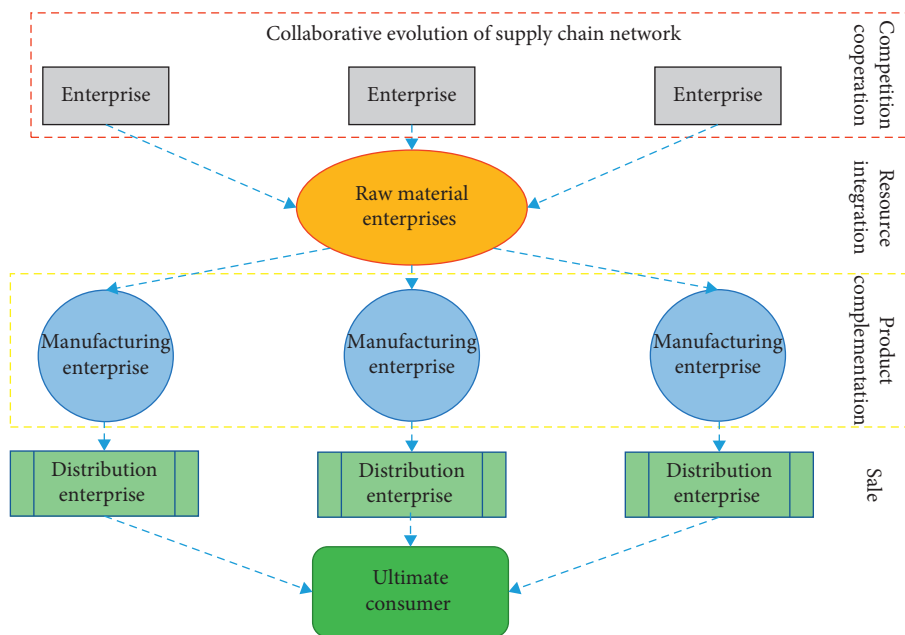 Collaborative evolution of supply chain network
Competition
cooperation
Enterprise
Enterprise
Enterprise
Raw material
enterprises
Resource
integration
Manufacturing
enterprise
Manufacturing
enterprise
Manufacturing
enterprise
Product
complementation
Distribution
enterprise
Distribution
enterprise
Distribution
enterprise
Sale
Ultimate
consumer